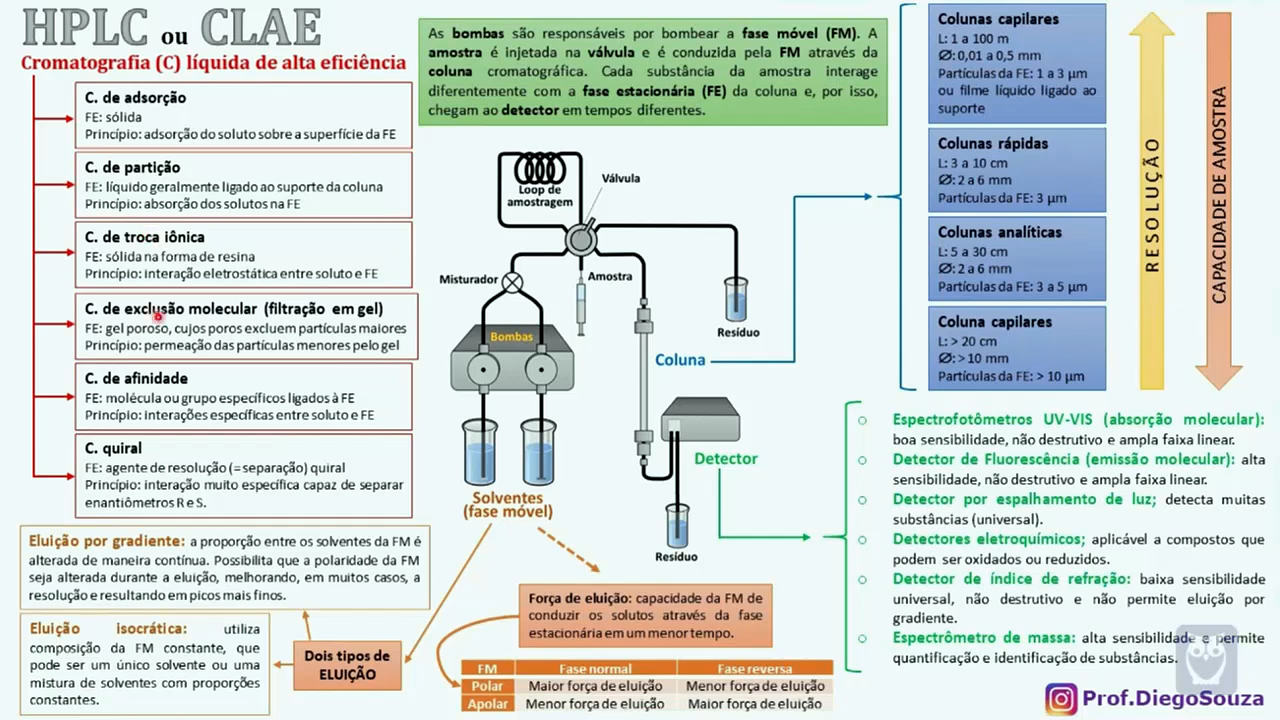 HPLC ou CLAE
Cromatografia (C) líquida de alta eficiência
C. de adsorção
FE: sólida
Princípio: adsorção do soluto sobre a superfície da FE
C. de partição
FE: líquido geralmente ligado ao suporte da coluna
Princípio: absorção dos solutos na FE
C. de troca iônica
FE: sólida na forma de resina
Princípio: interação eletrostática entre soluto e FE
C. de exclusão molecular (filtração em gel)
FE: gel poroso, cujos poros excluem partículas maiores
Princípio: permeação das partículas menores pelo gel
C. de afinidade
FE: molécula ou grupo específicos ligados à FE
Princípio: interações específicas entre soluto e FE
C. quiral
FE: agente de resolução (= separação) quiral
Princípio: interação muito específica capaz de separar
enantiômetros R e S.
As bombas são responsáveis por bombear a fase móvel (FM). A
amostra é injetada na válvula e é conduzida pela FM através da
coluna cromatográfica. Cada substância da amostra interage
diferentemente com a fase estacionária (FE) da coluna e, por isso,
chegam ao detector em tempos diferentes.
Loop de
amostragem
Válvula
Misturador
Amostra
Bombas
Resíduo
Coluna
Detector
Solventes
(fase móvel)
Resíduo
Colunas capilares
L: 1 a 100 m
Ø: 0,01 a 0,5 mm
Partículas da FE: 1 a 3 µm
ou filme líquido ligado ao
suporte
Colunas rápidas
L: 3 a 10 cm
Ø: 2 a 6 mm
Partículas da FE: 3 µm
Colunas analíticas
L: 5 a 30 cm
Ø: 2 a 6 mm
Partículas da FE: 3 a 5 µm
Coluna capilares
L: > 20 cm
Ø: > 10 mm
Partículas da FE: > 10 µm
RESOLUÇÃO
CAPACIDADE DE AMOSTRA
Espectrofotômetros UV-VIS (absorção molecular):
boa sensibilidade, não destrutivo e ampla faixa linear.
Detector de Fluorescência (emissão molecular): alta
sensibilidade, não destrutivo e ampla faixa linear.
Detector por espalhamento de luz; detecta muitas
substâncias (universal).
Detectores eletroquímicos; aplicável a compostos que
podem ser oxidados ou reduzidos.
Detector de índice de refração: baixa sensibilidade
universal, não destrutivo e não permite eluição por
gradiente.
Espectrômetro de massa: alta sensibilidade e permite
quantificação e identificação de substâncias.
Eluição por gradiente: a proporção entre os solventes da FM é
alterada de maneira contínua. Possibilita que a polaridade da FM
seja alterada durante a eluição, melhorando, em muitos casos, a
resolução e resultando em picos mais finos.
Eluição isocrática: utiliza
composição da FM constante, que
pode ser um único solvente ou uma
mistura de solventes com proporções
constantes.
Dois tipos de
ELUIÇÃO
Força de eluição: capacidade da FM de
conduzir os solutos através da fase
estacionária em um menor tempo.
FM Fase normal Fase reversa
Polar Maior força de eluição Menor força de eluição
Apolar Menor força de eluição Maior força de eluição
Prof.DiegoSouza